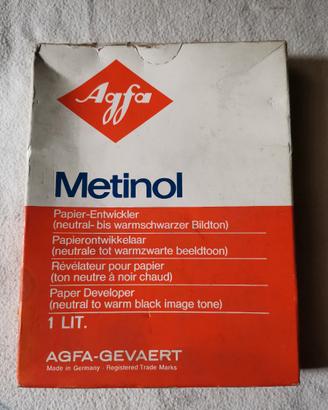 Agfa
Metinol
Papier-Entwickler
(neutral- bis warmschwarzer Bildton)
Papierontwikkelaar
(neutrale tot warmzwarte beeldtoon)
Révélateur pour papier
(ton neutre à noir chaud)
Paper Developer
(neutral to warm black image tone)
1 LIT.
AGFA-GEVAERT
Made in Germany · Registered Trade Marks